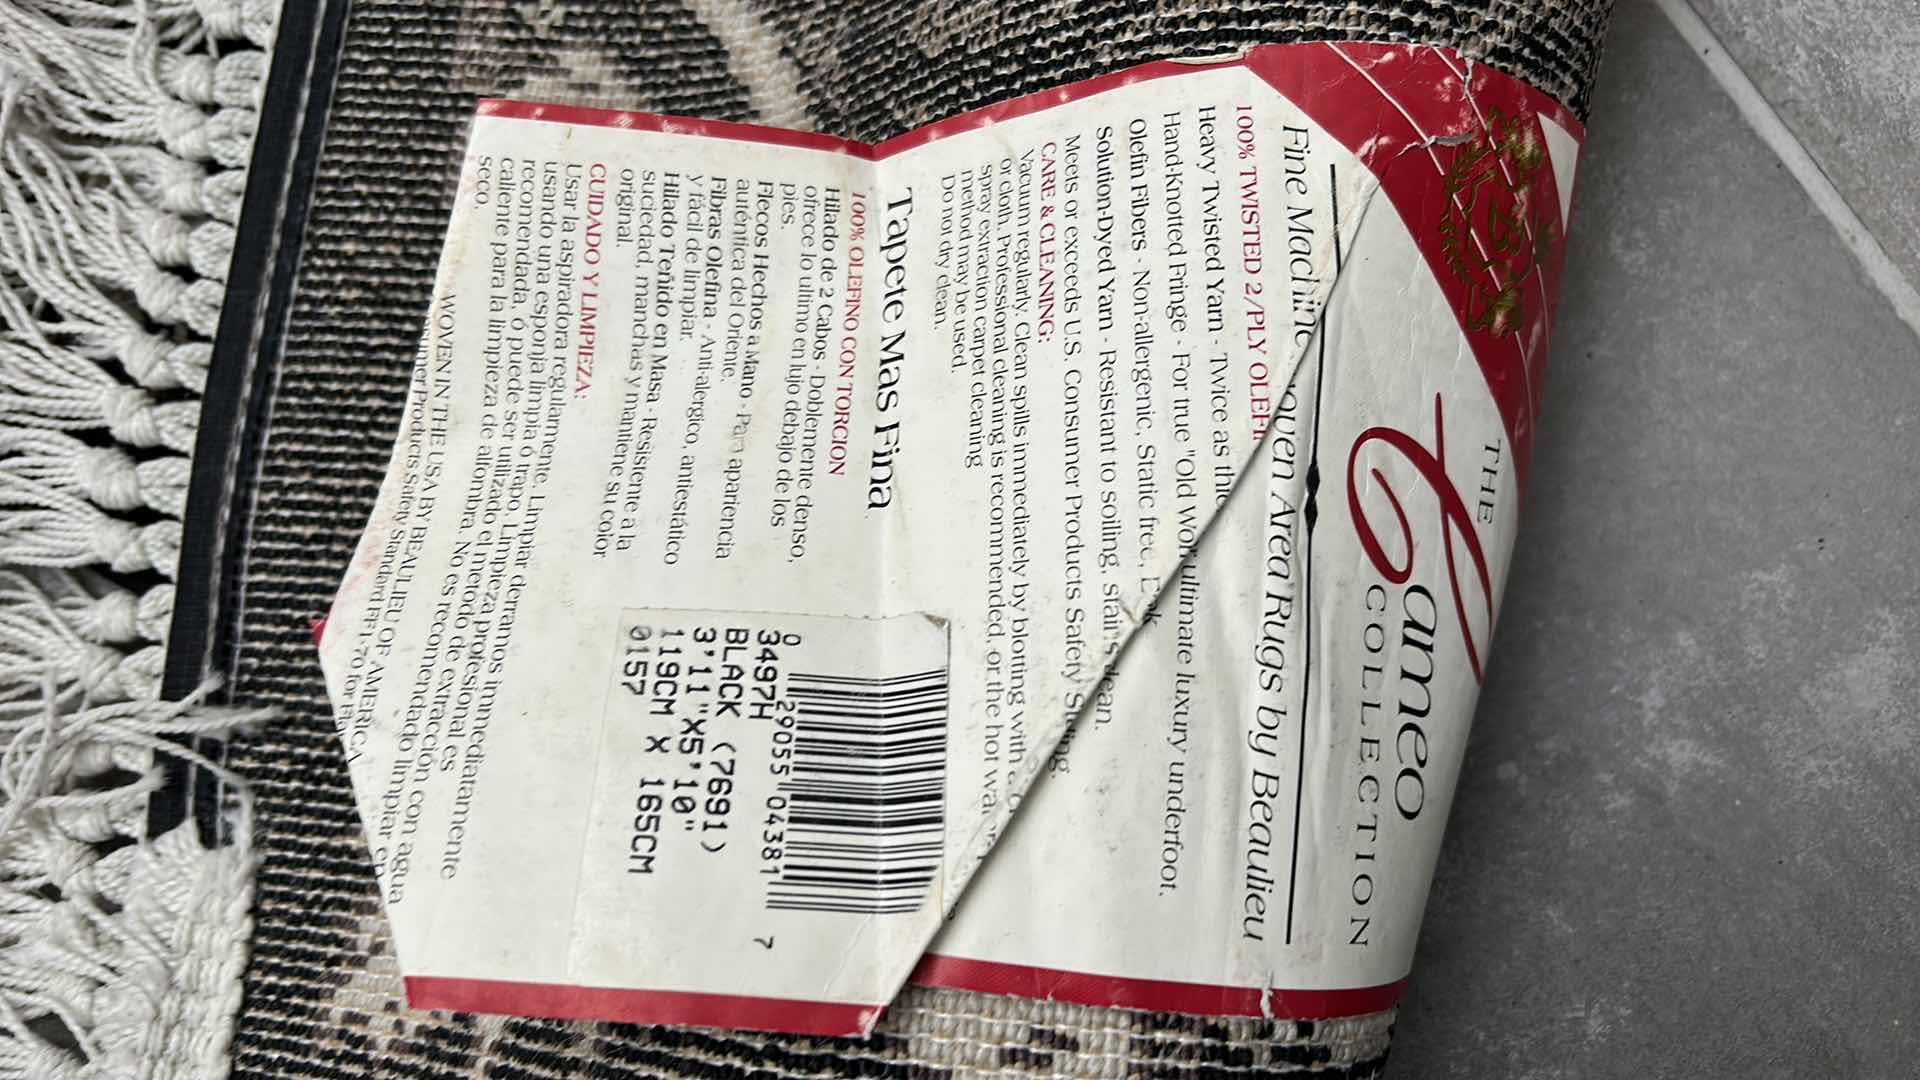 THE
Cameo
COLLECTION
Fine Machine Area Rugs by Beaulieu
100% TWISTED 2/PLY
Heavy Twisted Yarn - Twice as
Hand-Knotted Fringe - For true "Old ultimate luxury underfoot.
Olefin Fibers - Non-allergenic, Static free,
Solution-Dyed Yarn - Resistant to soiling, clean.
Meets or exceeds U.S. Consumer Products Safety
CARE & CLEANING:
Vacuum regularly. Clean spills immediately by blotting with
or cloth. Professional cleaning is recommended, or the hot
spray extraction carpet cleaning
method may be used.
Do not dry clean.
Tapete Mas Fina
100% OLEFINO CON TORCION
Hilado de 2 Cabos - Doblemente denso,
ofrece lo ultimo en lujo debajo de los
pies.
Flecos Hechos a Mano - Para apariencia
auténtica del Oriente.
Fibras Olefina - Anti-alergico, antiestático
y fácil de limpiar.
Hilado Teñido en Masa - Resistente a la
suciedad, manchas y mantiene su color
original.
CUIDADO Y LIMPIEZA:
Usar la aspiradora regularmente. Limpiar derramos immediatamente
usando una esponja limpia ó trapo. Limpieza profesional es
recomendada, ó puede ser utilizado el método de extracción con agua
caliente para la limpieza de alfombra. No es recomendado limpiar en
seco.
WOVEN IN THE USA BY BEAULIEU OF AMERICA
Products Safety Standard FF1-70 for
0 29055 04381 7
3497H
BLACK (7691)
3'11"X5'10"
119CM X 165CM
0157